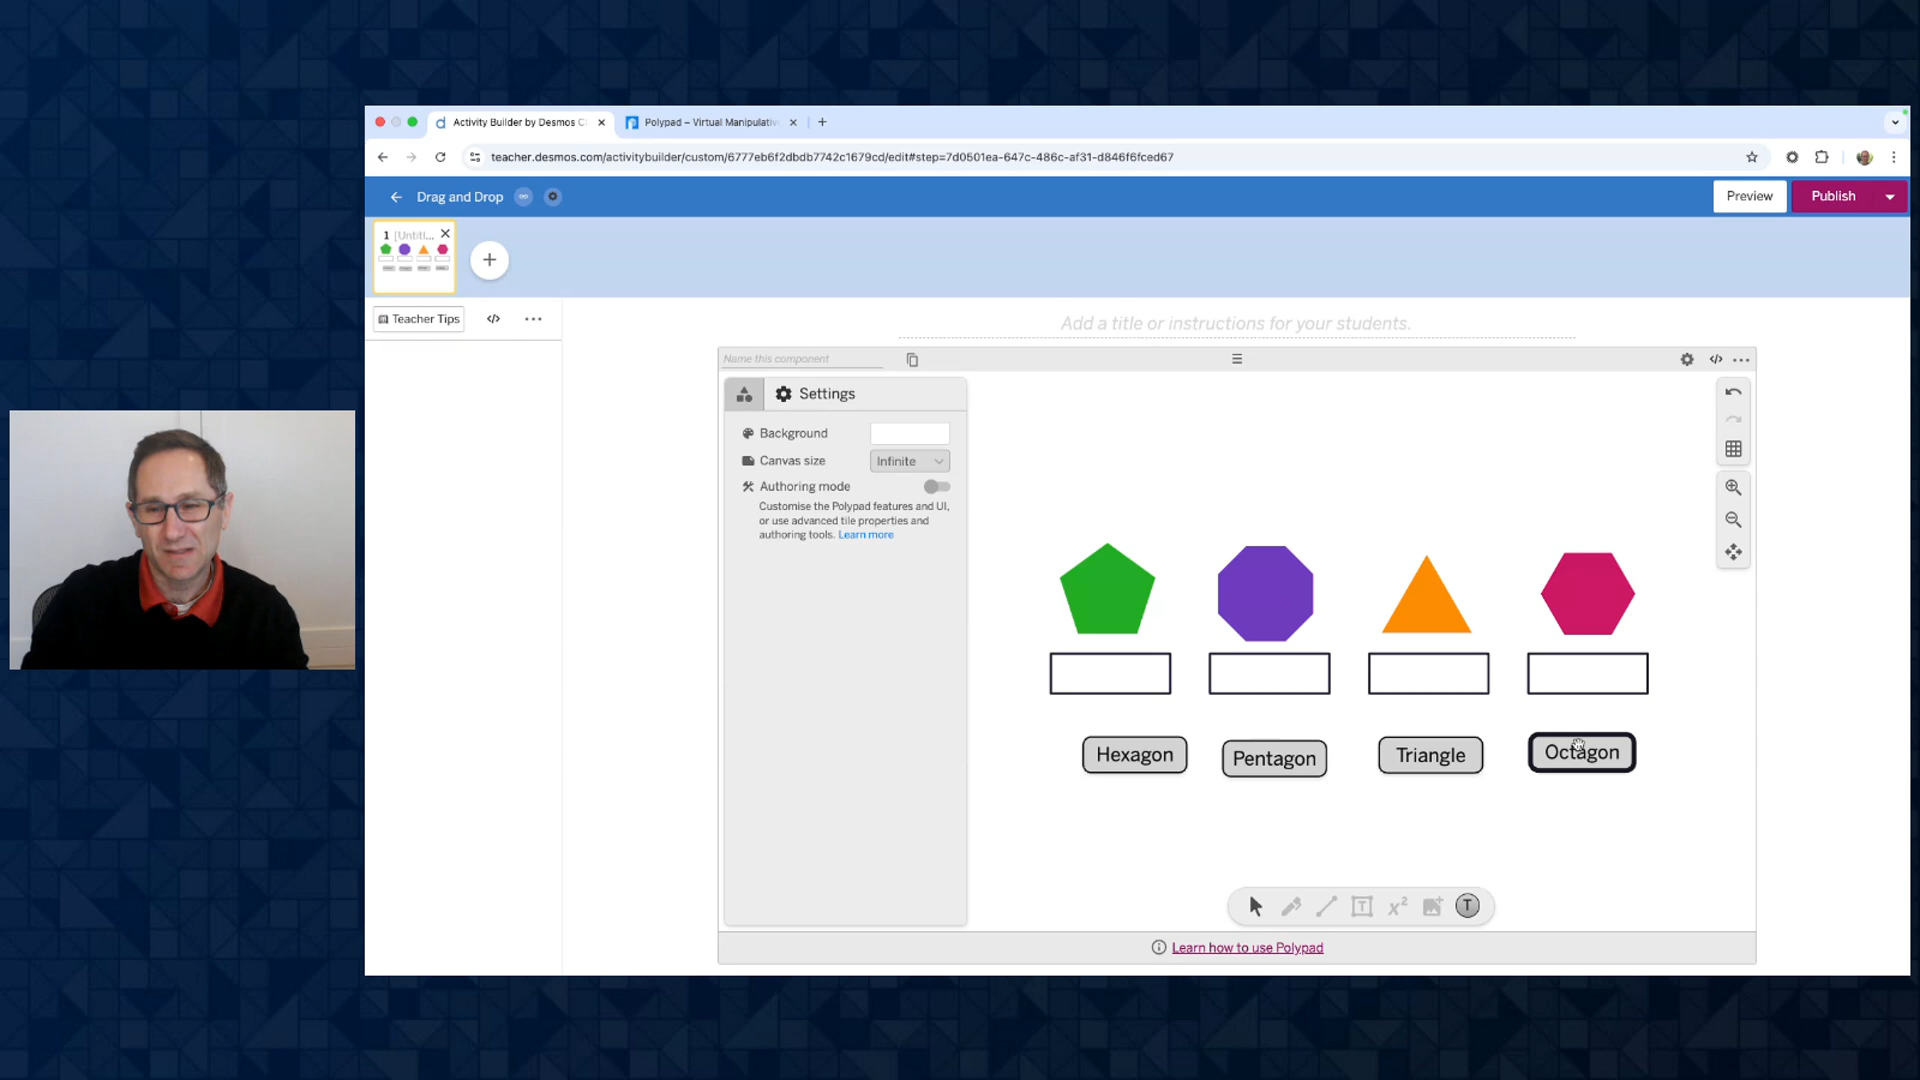 Activity Builder by Desmos C
Polypad – Virtual Manipulativ
teacher.desmos.com/activitybuilder/custom/6777eb6f2dbdb7742c1679cd/edit#step=7d0501ea-647c-486c-af31-d846f6fced67
Drag and Drop
Preview
Publish
1 [Untitl...
Teacher Tips
Add a title or instructions for your students.
Name this component
Settings
Background
Canvas size
Infinite
Authoring mode
Customise the Polypad features and UI,
or use advanced tile properties and
authoring tools. Learn more
Hexagon
Pentagon
Triangle
Octagon
T
x²
T
Learn how to use Polypad